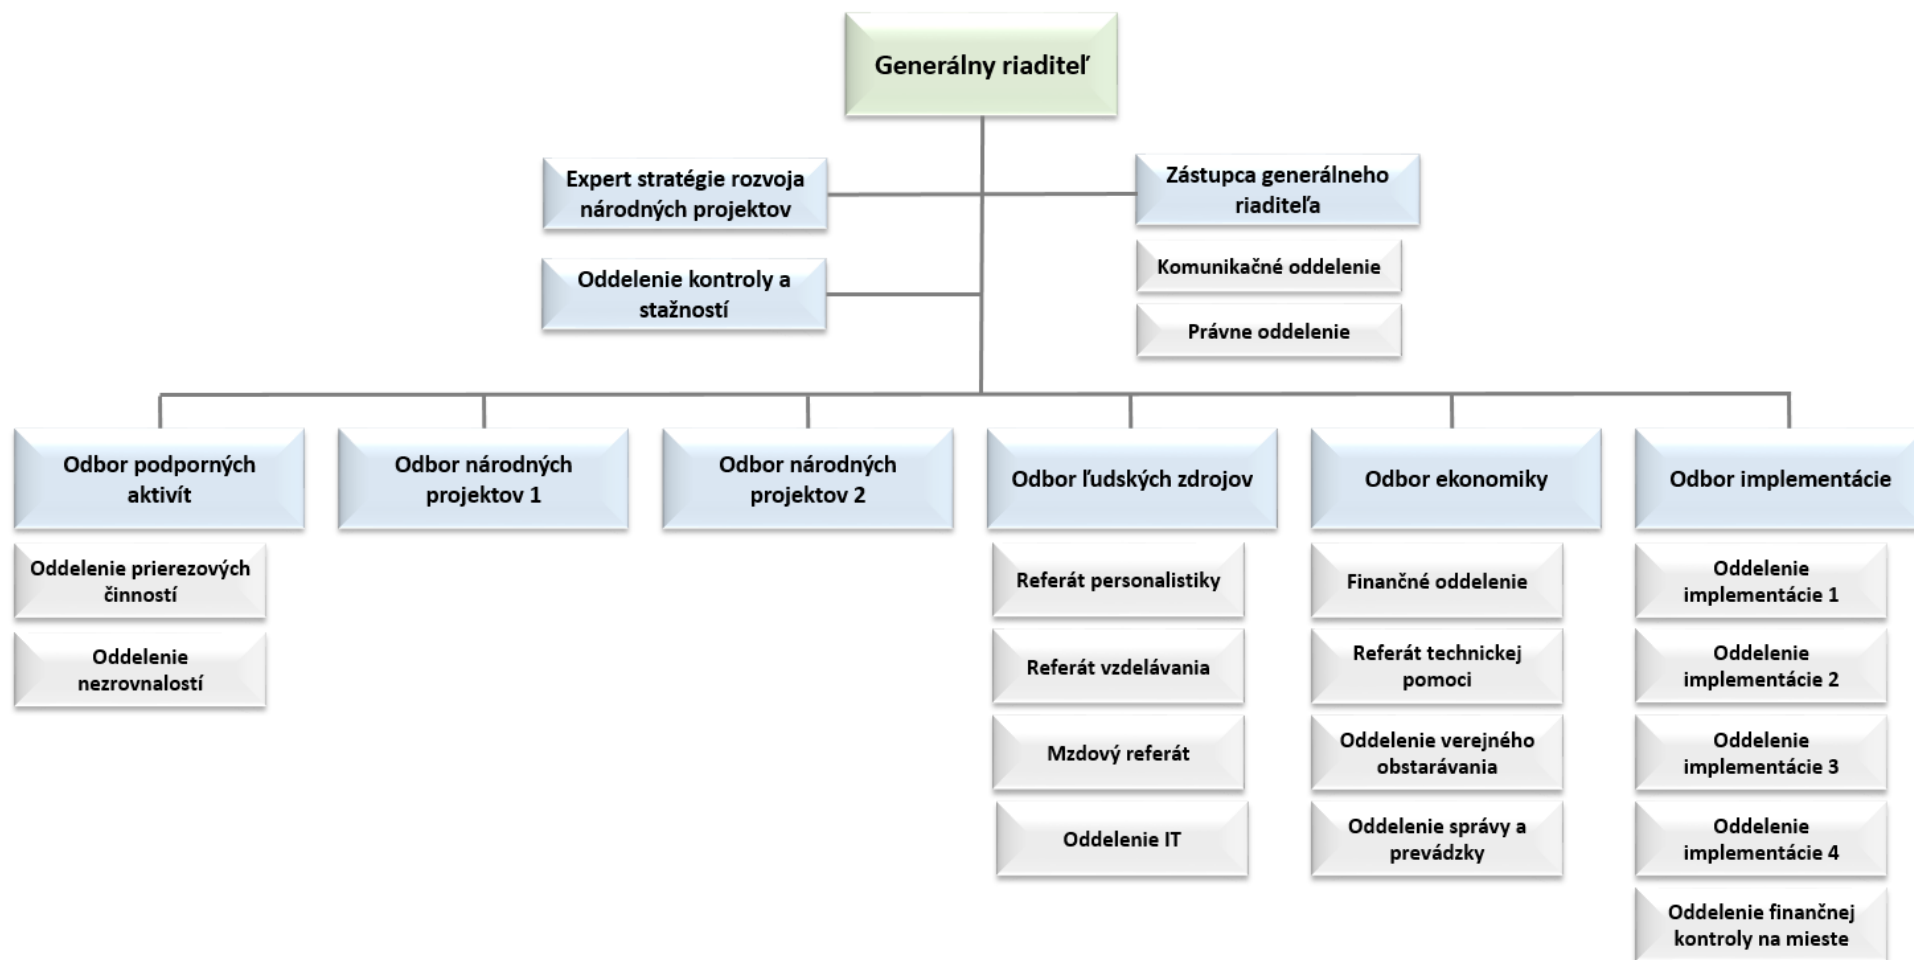 Generálny riaditeľ
Expert stratégie rozvoja
národných projektov
Zástupca generálneho
riaditeľa
Oddelenie kontroly a
stažností
Komunikačné oddelenie
Právne oddelenie
Odbor podporných
aktivít
Oddelenie prierezových
činností
Oddelenie
nezrovnalostí
Odbor národných
projektov 1
Odbor národných
projektov 2
Odbor ľudských zdrojov
Referát personalistiky
Referát vzdelávania
Mzdový referát
Oddelenie IT
Odbor ekonomiky
Finančné oddelenie
Referát technickej
pomoci
Oddelenie verejného
obstarávania
Oddelenie správy a
prevádzky
Odbor implementácie
Oddelenie
implementácie 1
Oddelenie
implementácie 2
Oddelenie
implementácie 3
Oddelenie
implementácie 4
Oddelenie finančnej
kontroly na mieste